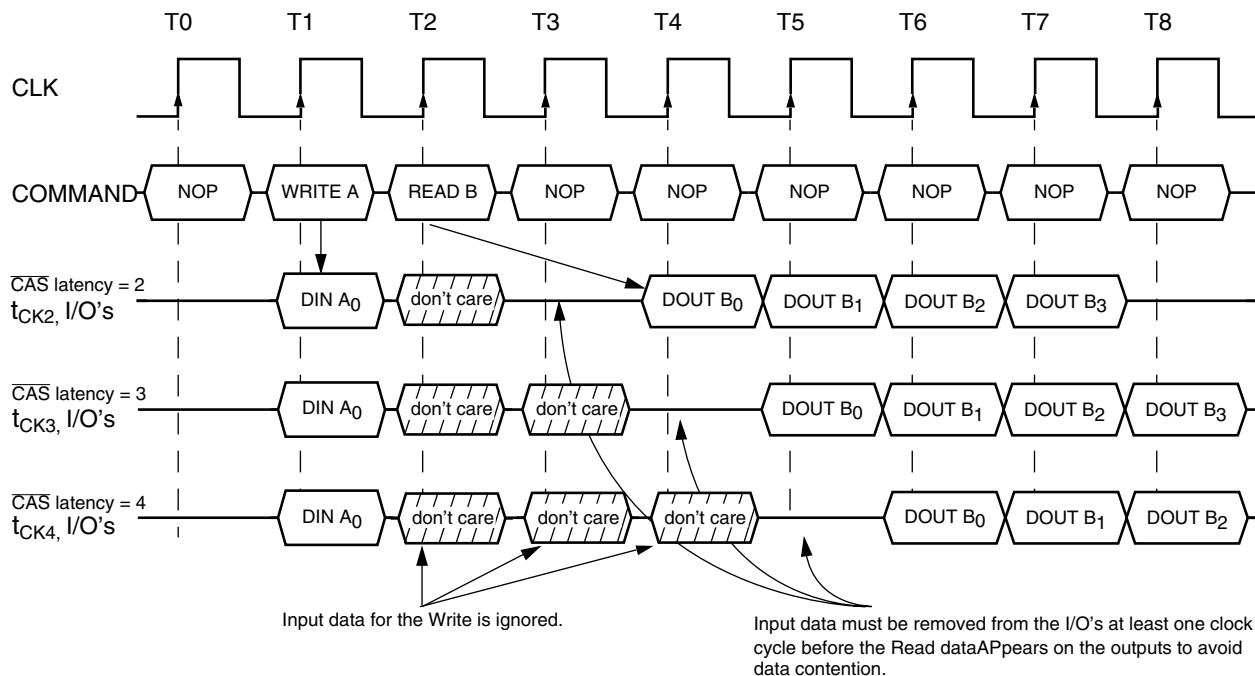 T0 T1 T2 T3 T4 T5 T6 T7 T8
CLK
COMMAND NOP WRITE A READ B NOP NOP NOP NOP NOP NOP
CAS latency = 2
tCK2, I/O's DIN A0 don't care DOUT B0 DOUT B1 DOUT B2 DOUT B3
CAS latency = 3
tCK3, I/O's DIN A0 don't care don't care DOUT B0 DOUT B1 DOUT B2 DOUT B3
CAS latency = 4
tCK4, I/O's DIN A0 don't care don't care don't care DOUT B0 DOUT B1 DOUT B2
Input data for the Write is ignored.
Input data must be removed from the I/O's at least one clock
cycle before the Read dataAPpears on the outputs to avoid
data contention.